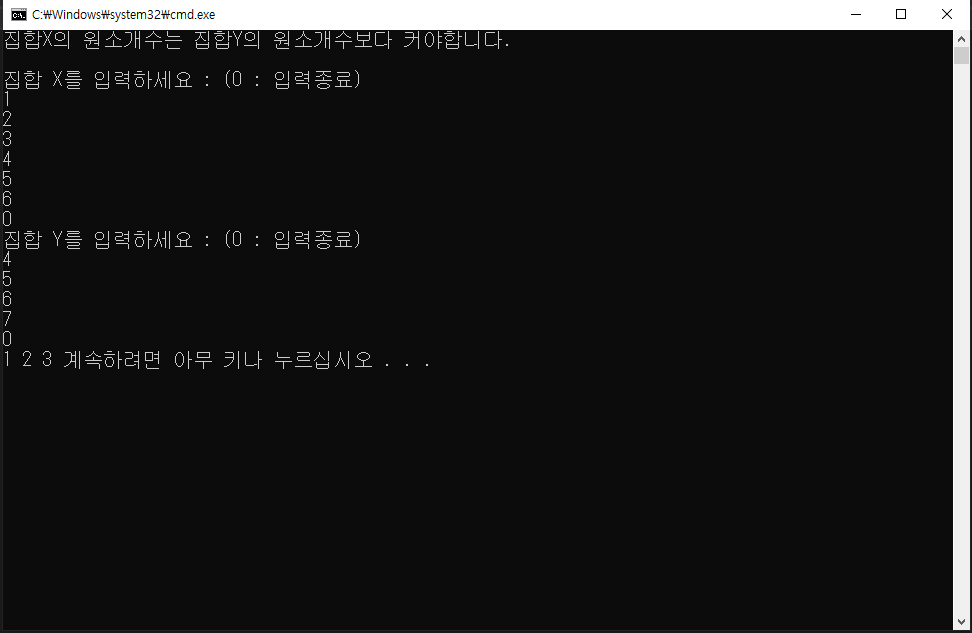 C:₩Windows₩system32₩cmd.exe
집합X의 원소개수는 집합Y의 원소개수보다 커야합니다.
집합 X를 입력하세요 : (0 : 입력종료)
1
2
3
4
5
6
0
집합 Y를 입력하세요 : (0 : 입력종료)
4
5
6
7
0
1 2 3 계속하려면 아무 키나 누르십시오 . . .